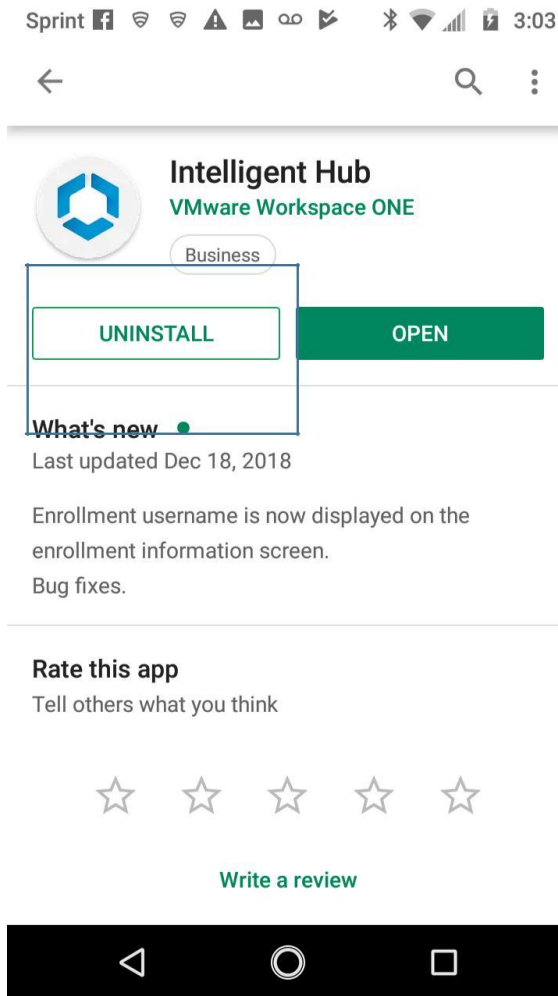 Sprint 3:03
Intelligent Hub
VMware Workspace ONE
Business
UNINSTALL OPEN
What's new
Last updated Dec 18, 2018
Enrollment username is now displayed on the
enrollment information screen.
Bug fixes.
Rate this app
Tell others what you think
Write a review